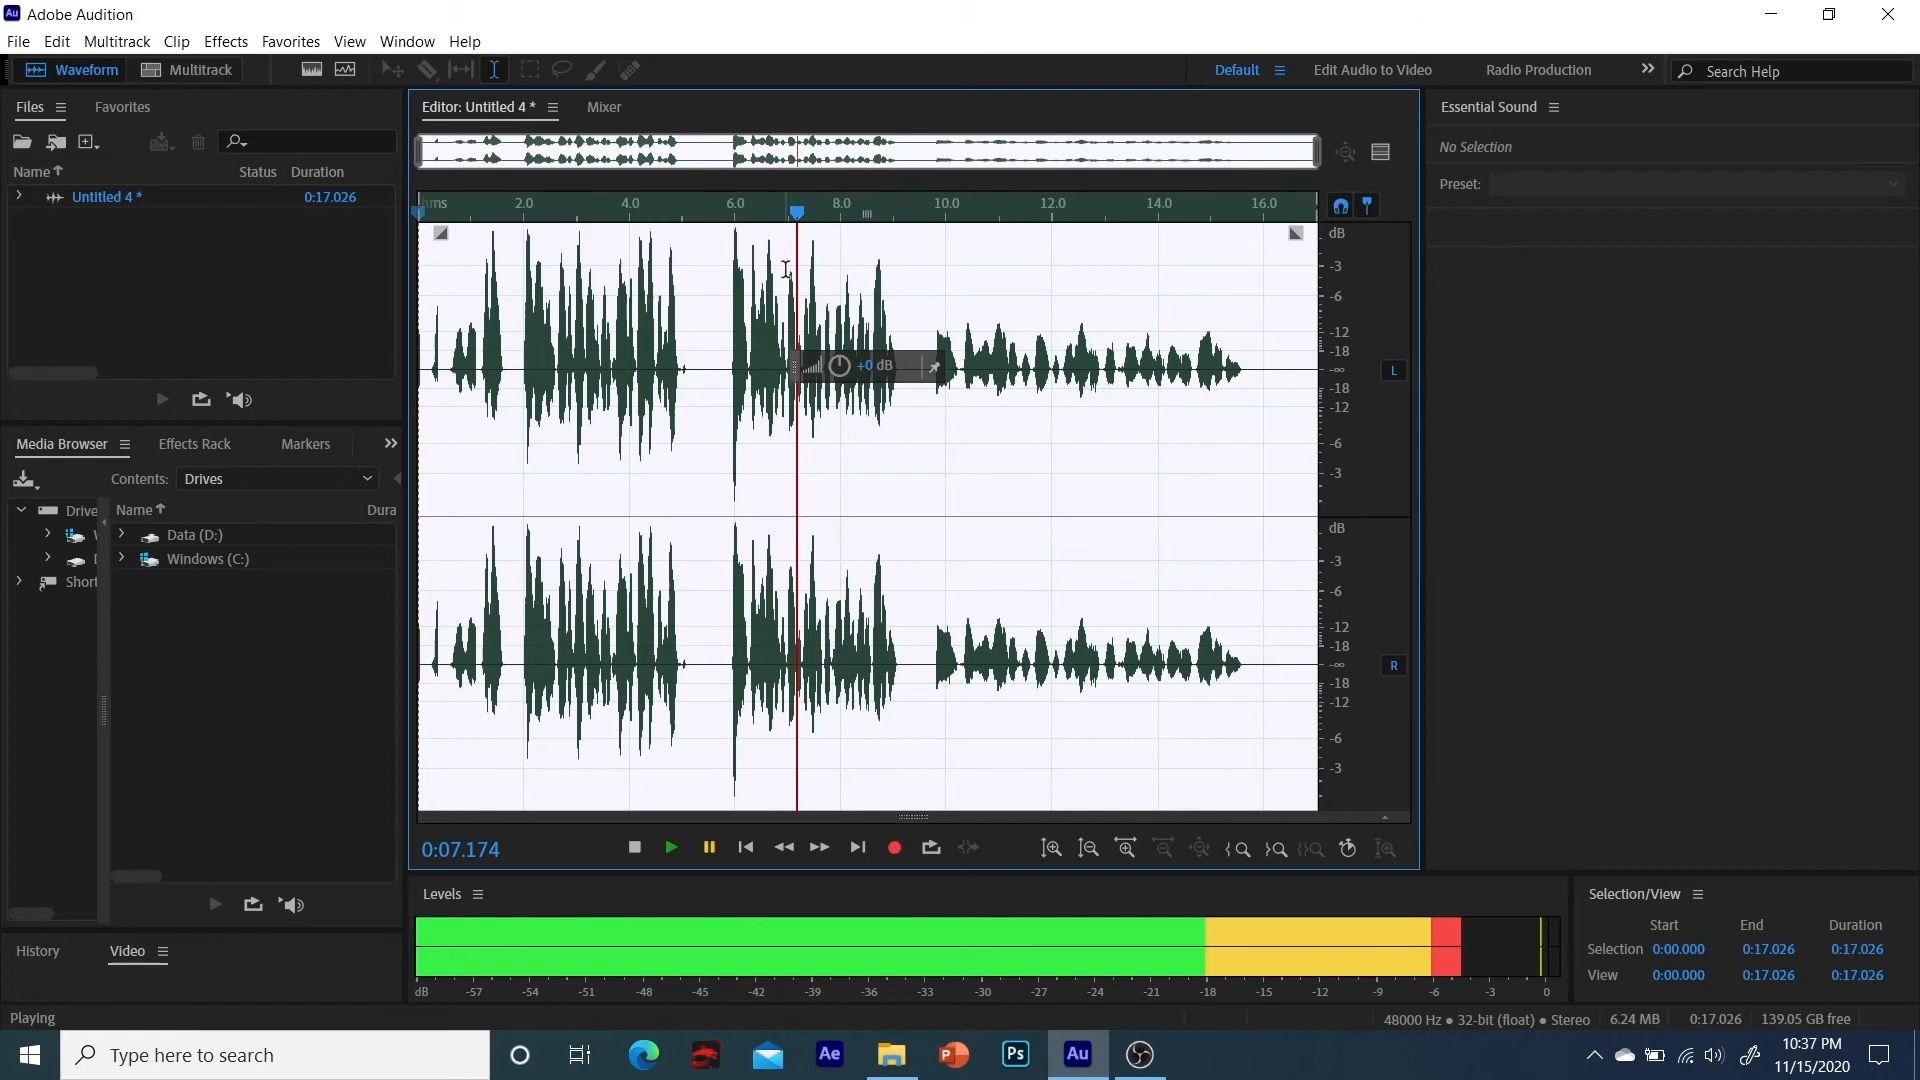 Au Adobe Audition
File Edit Multitrack Clip Effects Favorites View Window Help
Waveform Multitrack Default Edit Audio to Video Radio Production Search Help
Files Favorites
Name Status Duration
Untitled 4 * 0:17.026
Media Browser Effects Rack Markers
Contents: Drives
Drive Name Dura
Data (D:)
Windows (C:)
Short
History Video
Playing
Editor: Untitled 4 * Mixer
hms 2.0 4.0 6.0 8.0 10.0 12.0 14.0 16.0
dB
-3
-6
-12
-18
-∞
-18
-12
-6
-3
L
+0 dB
dB
-3
-6
-12
-18
-∞
-18
-12
-6
-3
R
0:07.174
Levels
dB -57 -54 -51 -48 -45 -42 -39 -36 -33 -30 -27 -24 -21 -18 -15 -12 -9 -6 -3 0
Essential Sound
No Selection
Preset:
Selection/View
Start End Duration
Selection 0:00.000 0:17.026 0:17.026
View 0:00.000 0:17.026 0:17.026
48000 Hz ● 32-bit (float) ● Stereo 6.24 MB 0:17.026 139.05 GB free
Type here to search
Ae
P
Ps
Au
10:37 PM
11/15/2020